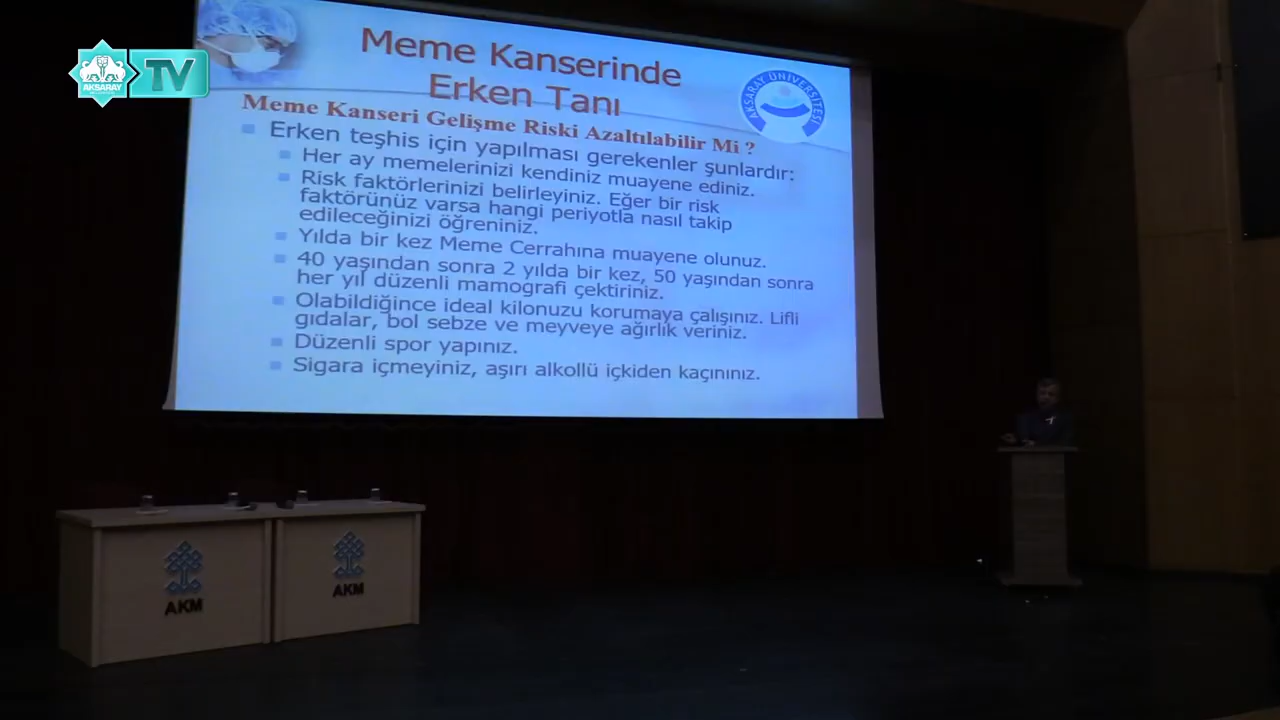 AKSARAY
TV
Meme Kanserinde
Erken Tanı
AKSARAY ÜNİVERSİTESİ
Meme Kanseri Gelişme Riski Azaltılabilir Mi ?
Erken teşhis için yapılması gerekenler şunlardır:
Her ay memelerinizi kendiniz muayene ediniz.
Risk faktörlerinizi belirleyiniz. Eğer bir risk
faktörünüz varsa hangi periyotla nasıl takip
edileceğinizi öğreniniz.
Yılda bir kez Meme Cerrahına muayene olunuz.
40 yaşından sonra 2 yılda bir kez, 50 yaşından sonra
her yıl düzenli mamografi çektiriniz.
Olabildiğince ideal kilonuzu korumaya çalışınız. Lifli
gıdalar, bol sebze ve meyveye ağırlık veriniz.
Düzenli spor yapınız.
Sigara içmeyiniz, aşırı alkollü içkiden kaçınınız.
AKM
AKM